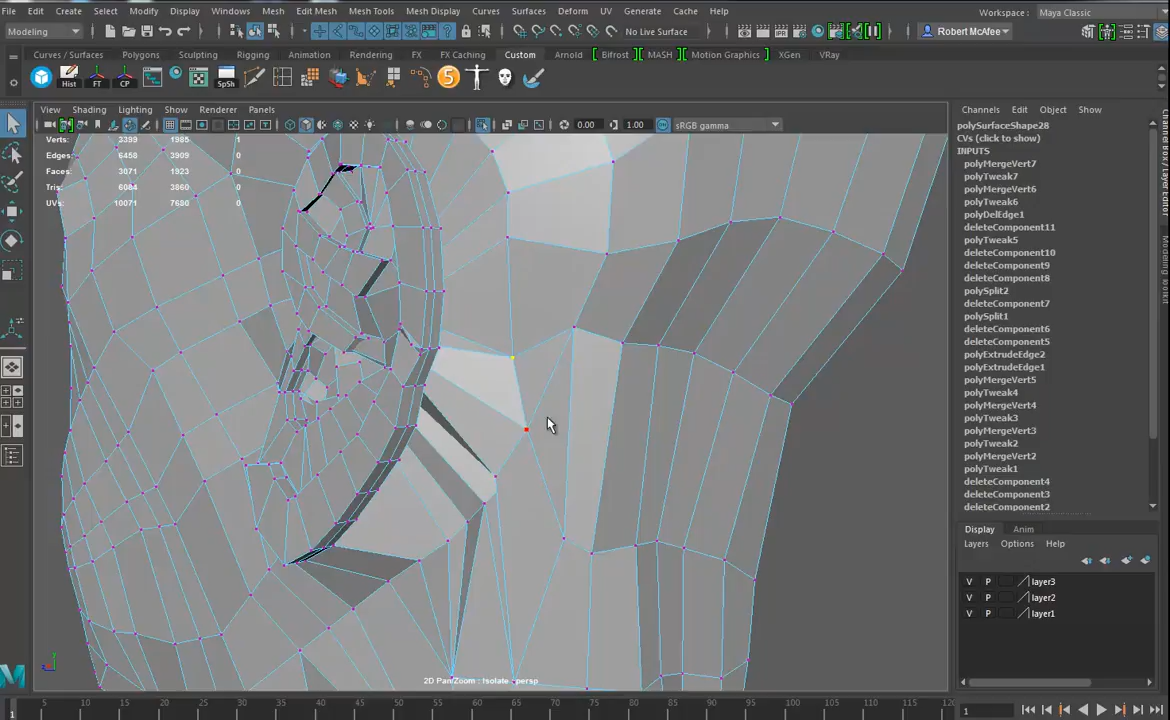 File Create Select Modify Display Windows Mesh Edit Mesh Mesh Tools Mesh Display Curves Surfaces Deform UV Generate Cache Help Workspace : Maya Classic
Modeling No Live Surface Robert McAfee
Curves / Surfaces Polygons Sculpting Rigging Animation Rendering FX FX Caching Custom Arnold Bifrost MASH Motion Graphics XGen VRay
Hist FT CP SpSh 5
View Shading Lighting Show Renderer Panels
0.00 1.00 sRGB gamma
Verts: 3399 1985 1
Edges: 6458 3909 0
Faces: 3071 1923 0
Tris: 6084 3860 0
UVs: 10071 7680 0
2D Pan/Zoom : Isolate : persp
Channels Edit Object Show
polySurfaceShape28
CVs (click to show)
INPUTS
polyMergeVert7
polyTweak7
polyMergeVert6
polyTweak6
polyDelEdge1
deleteComponent11
polyTweak5
deleteComponent10
deleteComponent9
deleteComponent8
polySplit2
deleteComponent7
polySplit1
deleteComponent6
deleteComponent5
polyExtrudeEdge2
polyExtrudeEdge1
polyMergeVert5
polyTweak4
polyMergeVert4
polyTweak3
polyMergeVert3
polyTweak2
polyMergeVert2
polyTweak1
deleteComponent4
deleteComponent3
deleteComponent2
Channel Box / Layer Editor
Modeling Toolkit
Display Anim
Layers Options Help
V P layer3
V P layer2
V P layer1
5 10 15 20 25 30 35 40 45 50 55 60 65 70 75 80 85 90 95 100 105 110 115
1 1